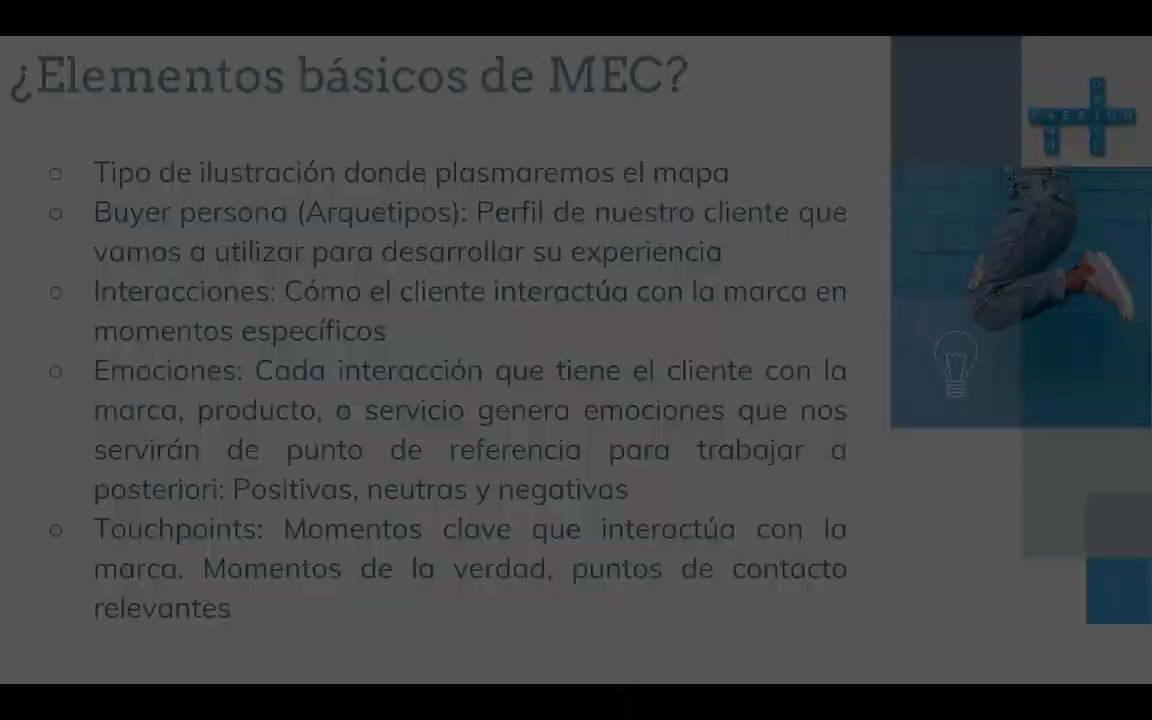 ¿Elementos básicos de MEC?
○ Tipo de ilustración donde plasmaremos el mapa
○ Buyer persona (Arquetipos): Perfil de nuestro cliente que
vamos a utilizar para desarrollar su experiencia
○ Interacciones: Cómo el cliente interactúa con la marca en
momentos específicos
○ Emociones: Cada interacción que tiene el cliente con la
marca, producto, o servicio genera emociones que nos
servirán de punto de referencia para trabajar a
posteriori: Positivas, neutras y negativas
○ Touchpoints: Momentos clave que interactúa con la
marca. Momentos de la verdad, puntos de contacto
relevantes